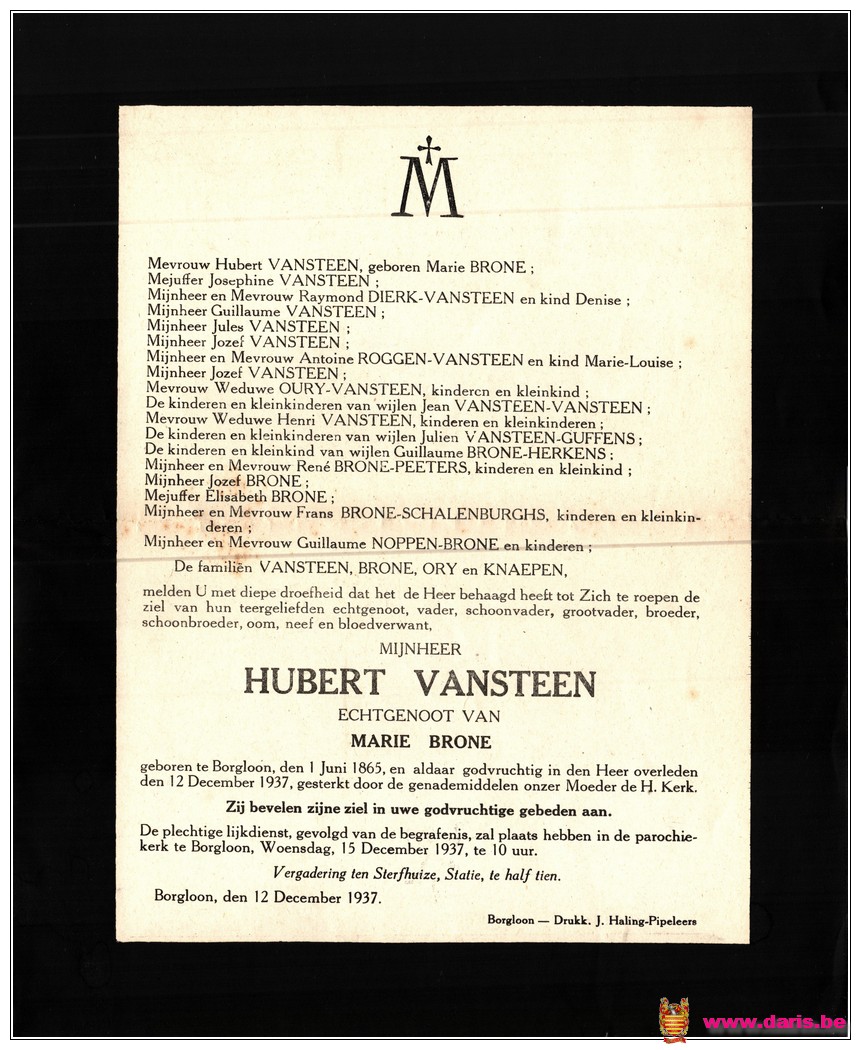 M
Mevrouw Hubert VANSTEEN, geboren Marie BRONE ;
Mejuffer Josephine VANSTEEN ;
Mijnheer en Mevrouw Raymond DIERK-VANSTEEN en kind Denise ;
Mijnheer Guillaume VANSTEEN ;
Mijnheer Jules VANSTEEN ;
Mijnheer Jozef VANSTEEN ;
Mijnheer en Mevrouw Antoine ROGGEN-VANSTEEN en kind Marie-Louise ;
Mijnheer Jozef VANSTEEN ;
Mevrouw Weduwe OURY-VANSTEEN, kinderen en kleinkind ;
De kinderen en kleinkinderen van wijlen Jean VANSTEEN-VANSTEEN ;
Mevrouw Weduwe Henri VANSTEEN, kinderen en kleinkinderen ;
De kinderen en kleinkinderen van wijlen Julien VANSTEEN-GUFFENS ;
De kinderen en kleinkind van wijlen Guillaume BRONE-HERKENS ;
Mijnheer en Mevrouw René BRONE-PEETERS, kinderen en kleinkind ;
Mijnheer Jozef BRONE ;
Mejuffer Elisabeth BRONE ;
Mijnheer en Mevrouw Frans BRONE-SCHALENBURGHS, kinderen en kleinkin-
deren ;
Mijnheer en Mevrouw Guillaume NOPPEN-BRONE en kinderen ;
De familiën VANSTEEN, BRONE, ORY en KNAEPEN,
melden U met diepe droefheid dat het de Heer behaagd heeft tot Zich te roepen de
ziel van hun teergeliefden echtgenoot, vader, schoonvader, grootvader, broeder,
schoonbroeder, oom, neef en bloedverwant,
MIJNHEER
HUBERT VANSTEEN
ECHTGENOOT VAN
MARIE BRONE
geboren te Borgloon, den 1 Juni 1865, en aldaar godvruchtig in den Heer overleden
den 12 December 1937, gesterkt door de genademiddelen onzer Moeder de H. Kerk.
Zij bevelen zijne ziel in uwe godvruchtige gebeden aan.
De plechtige lijkdienst, gevolgd van de begrafenis, zal plaats hebben in de parochie-
kerk te Borgloon, Woensdag, 15 December 1937, te 10 uur.
Vergadering ten Sterfhuize, Statie, te half tien.
Borgloon, den 12 December 1937.
Borgloon — Drukk. J. Haling-Pipeleers
www.daris.be